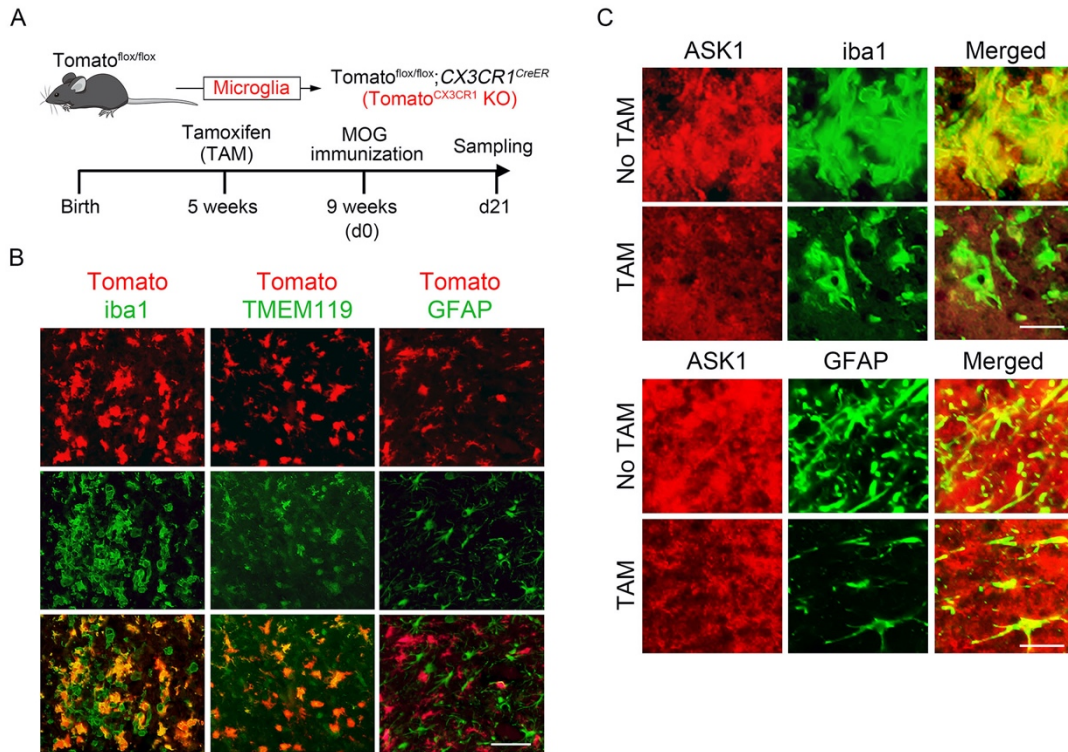 A
Tomato^flox/flox
Microglia
Tomato^flox/flox;CX3CR1^CreER
(Tomato^CX3CR1 KO)
Tamoxifen
(TAM)
MOG
immunization
Sampling
Birth
5 weeks
9 weeks
(d0)
d21
B
Tomato
iba1
Tomato
TMEM119
Tomato
GFAP
C
ASK1
iba1
Merged
No TAM
TAM
ASK1
GFAP
Merged
No TAM
TAM